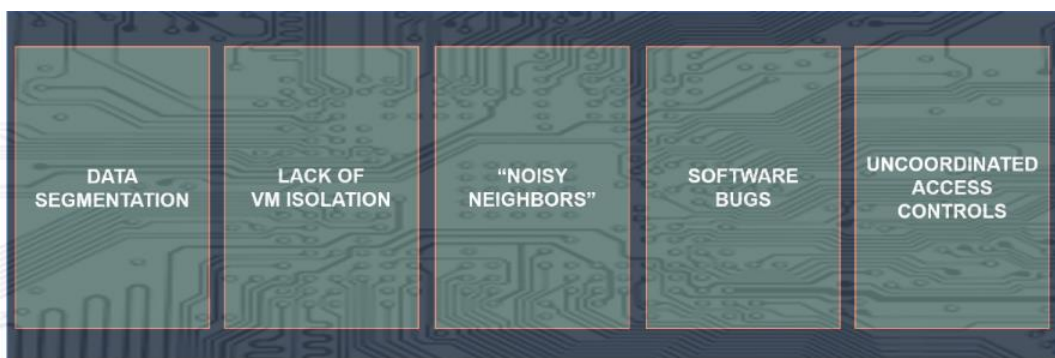 DATA
SEGMENTATION
LACK OF
VM ISOLATION
“NOISY
NEIGHBORS”
SOFTWARE
BUGS
UNCOORDINATED
ACCESS
CONTROLS